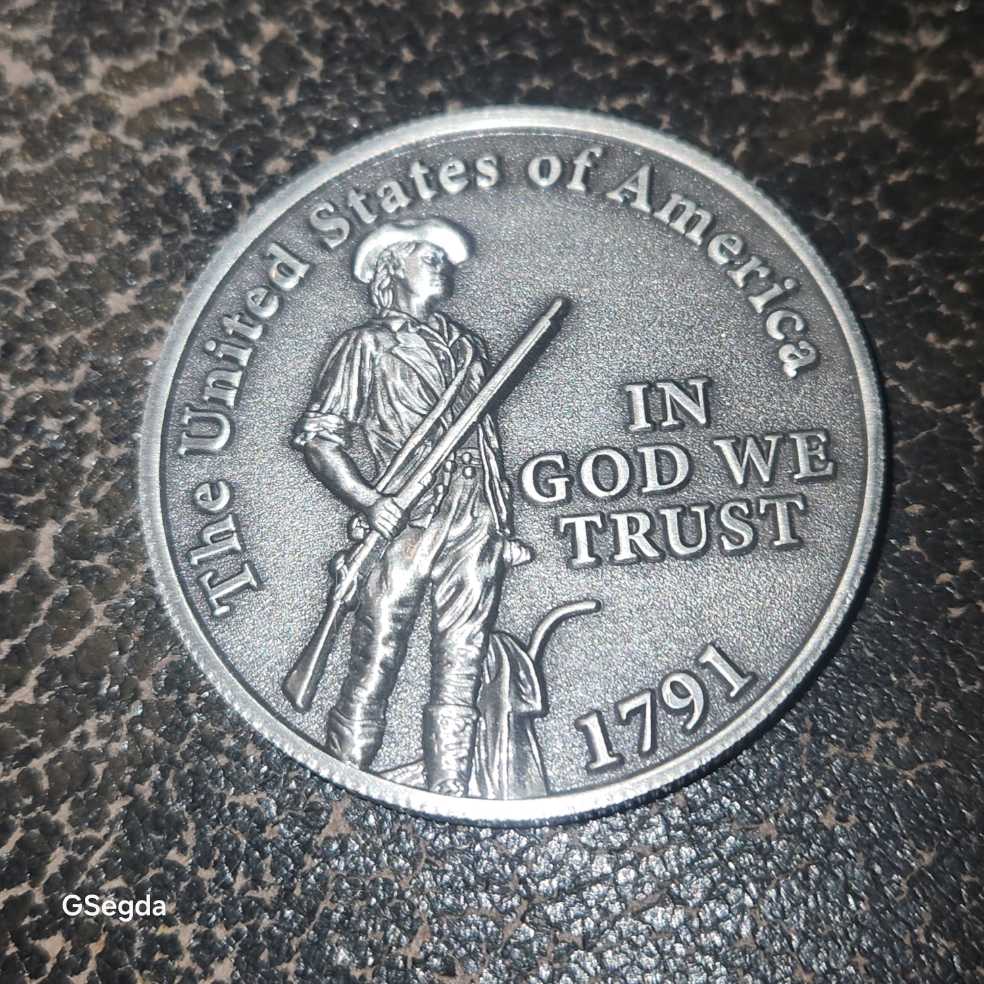 The United States of America
IN
GOD WE
TRUST
1791
GSegda